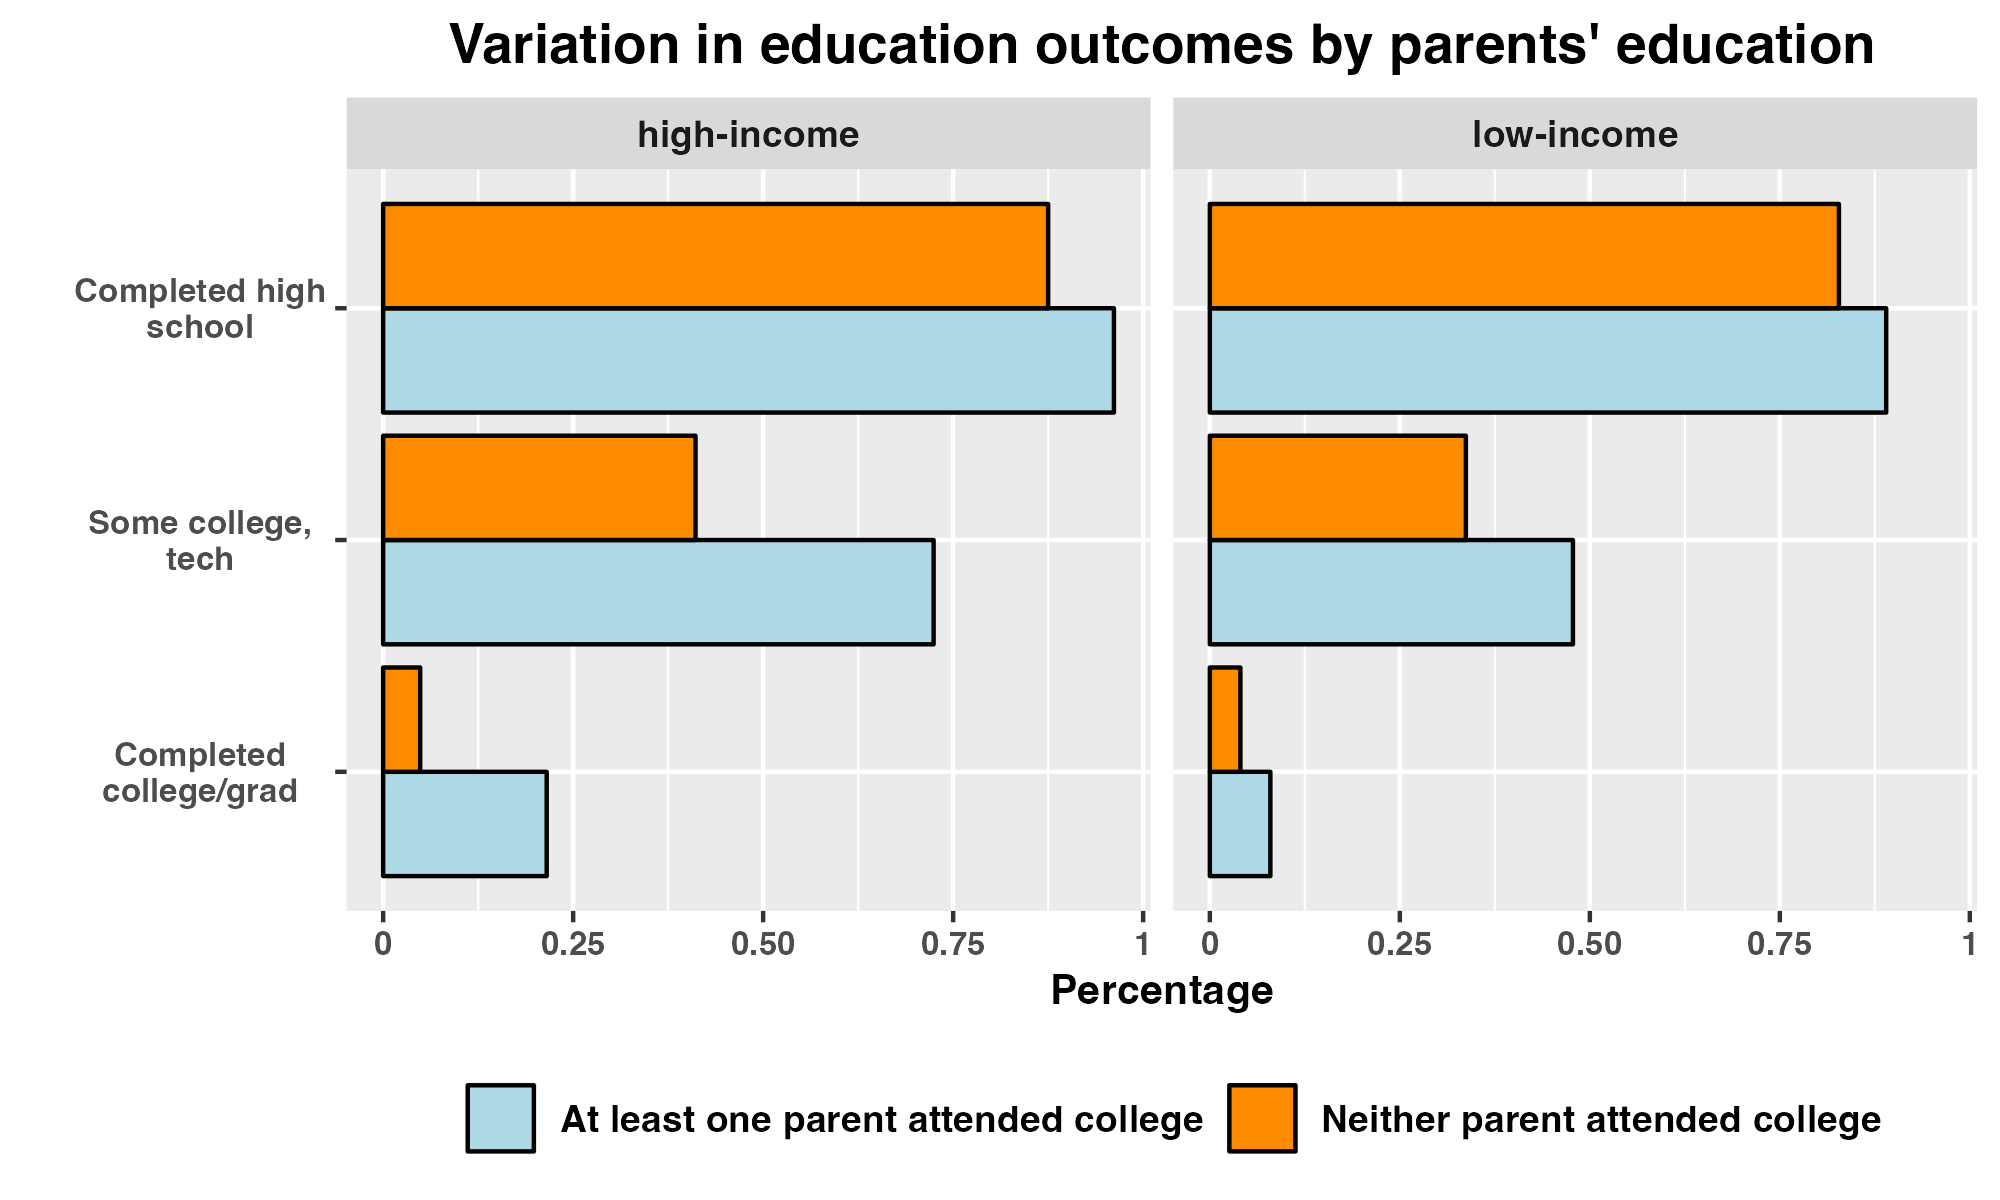 Variation in education outcomes by parents' education
high-income
low-income
Completed high
school
Some college,
tech
Completed
college/grad
0 0.25 0.50 0.75 1
0 0.25 0.50 0.75 1
Percentage
At least one parent attended college
Neither parent attended college